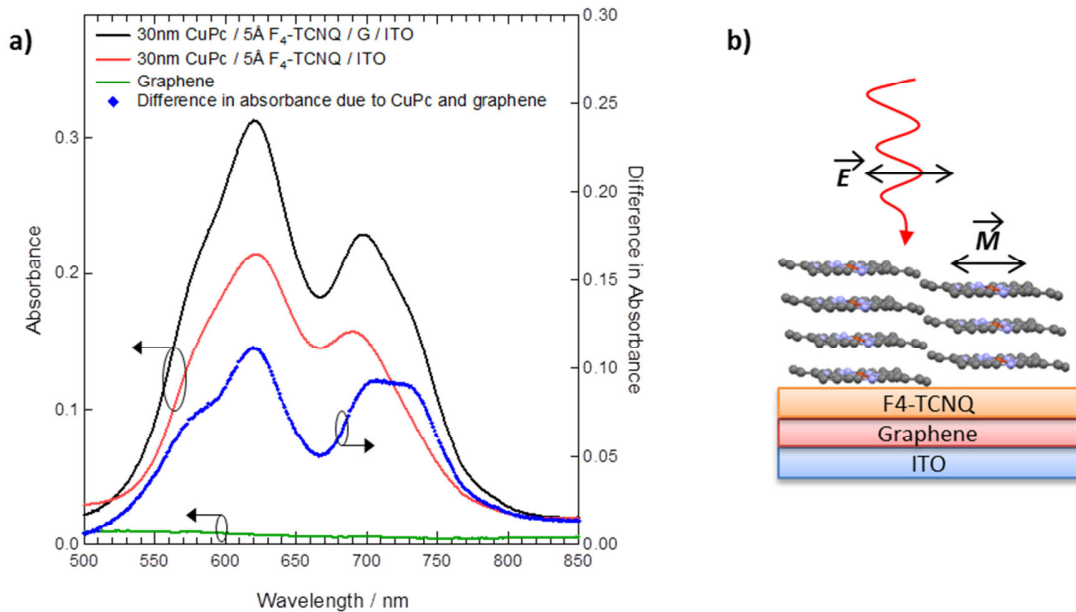 a)
30nm CuPc / 5Å F₄-TCNQ / G / ITO
30nm CuPc / 5Å F₄-TCNQ / ITO
Graphene
Difference in absorbance due to CuPc and graphene
Absorbance
0.3
0.2
0.1
0.0
0.30
0.25
0.20
0.15
0.10
0.05
0.00
Difference in Absorbance
500
550
600
650
700
750
800
850
Wavelength / nm
b)
E
M
F4-TCNQ
Graphene
ITO